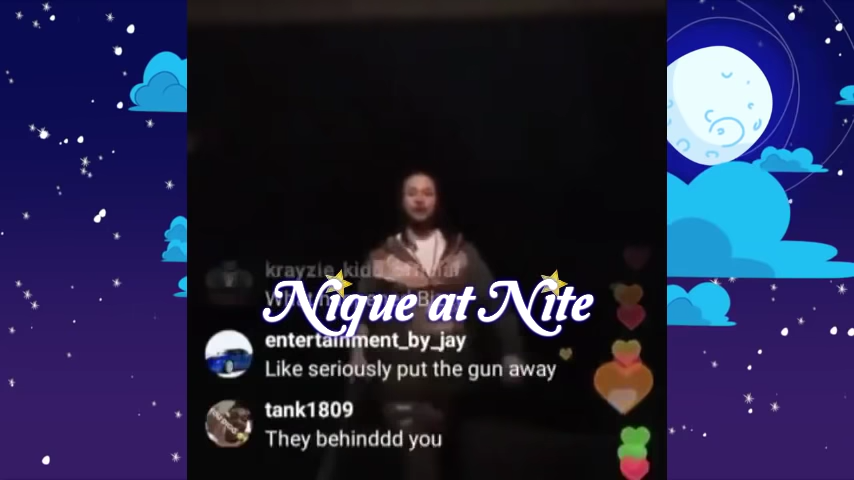 Nique at Nite
entertainment_by_jay
Like seriously put the gun away
tank1809
They behinddd you